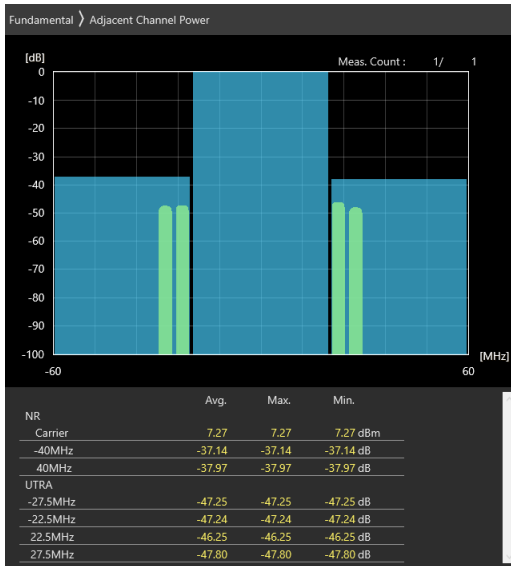 Fundamental 〉 Adjacent Channel Power
[dB]
Meas. Count : 1/ 1
0
-10
-20
-30
-40
-50
-60
-70
-80
-90
-100
[MHz]
-60 60
Avg. Max. Min.
NR
Carrier 7.27 7.27 7.27 dBm
-40MHz -37.14 -37.14 -37.14 dB
40MHz -37.97 -37.97 -37.97 dB
UTRA
-27.5MHz -47.25 -47.25 -47.25 dB
-22.5MHz -47.24 -47.24 -47.24 dB
22.5MHz -46.25 -46.25 -46.25 dB
27.5MHz -47.80 -47.80 -47.80 dB